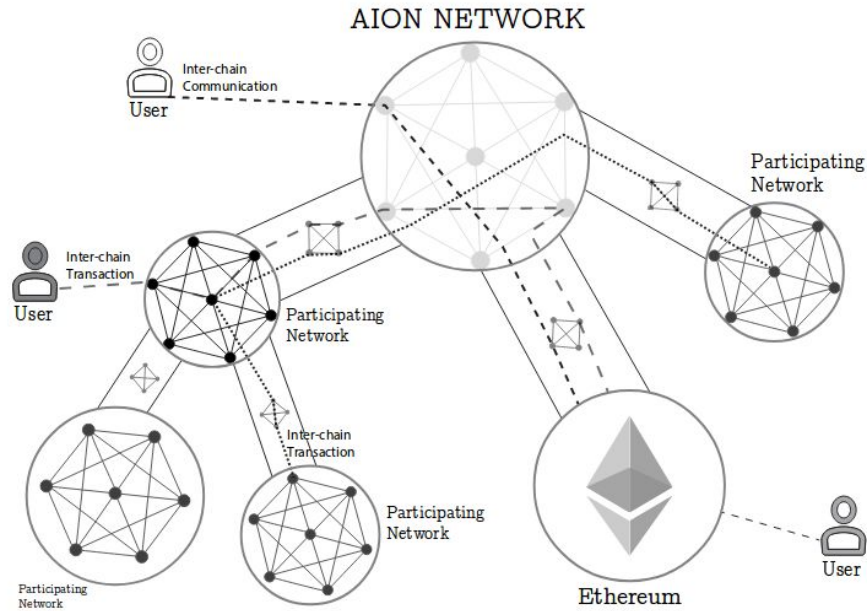 AION NETWORK
Inter-chain
Communication
User
Participating
Network
Inter-chain
Transaction
User
Participating
Network
Inter-chain
Transaction
Participating
Network
Participating
Network
Ethereum
User